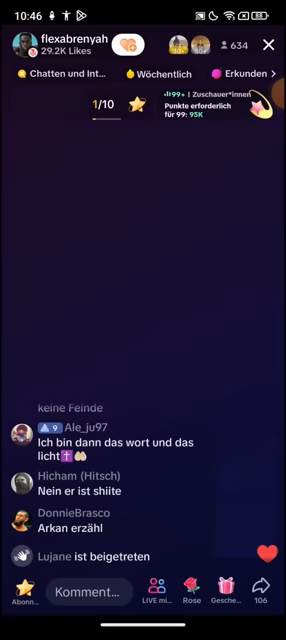 10:46
58
flexabrenyah
29.2K Likes
634
Chatten und Int...
Wöchentlich
Erkunden
1/10
99+ | Zuschauer*innen
Punkte erforderlich
für 99: 95K
keine Feinde
9 Ale_ju97
Ich bin dann das wort und das
licht
Hicham (Hitsch)
Nein er ist shiite
DonnieBrasco
Arkan erzähl
Lujane ist beigetreten
Abonn...
Komment...
LIVE mi...
Rose
Gesche...
106